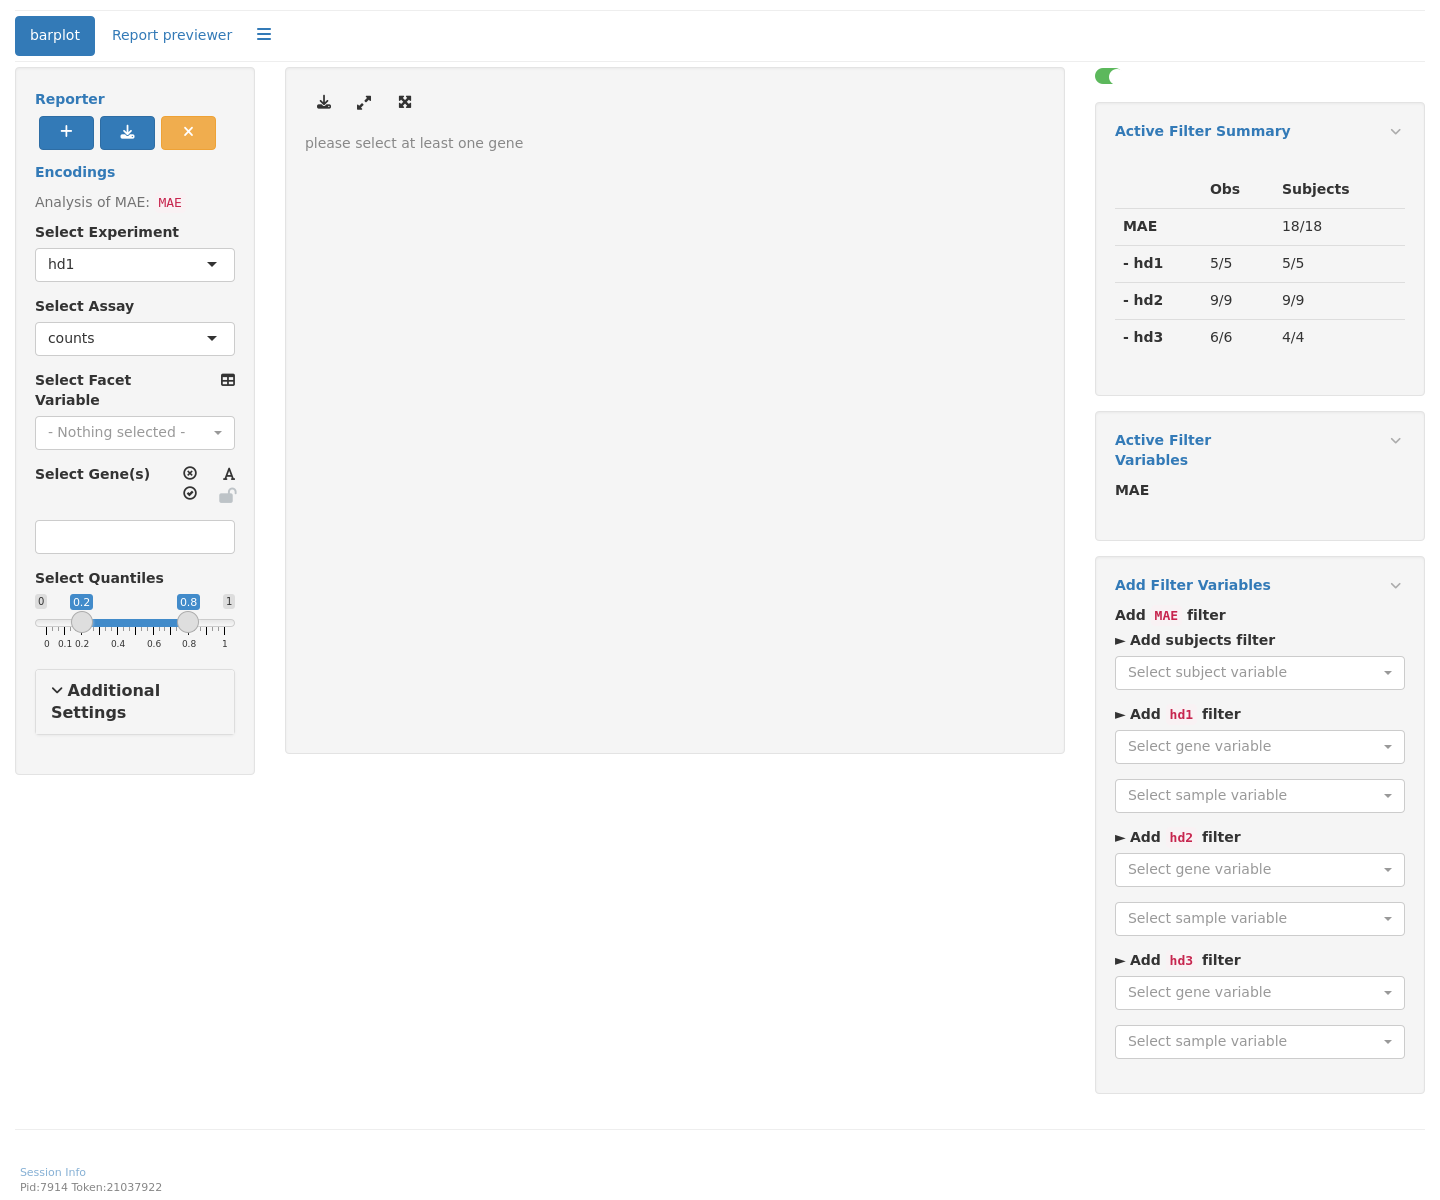 barplot
Report previewer
Reporter
Encodings
Analysis of MAE: MAE
Select Experiment
hd1
Select Assay
counts
Select Facet
Variable
- Nothing selected -
Select Gene(s)
Select Quantiles
0 0.2 0.8 1
0 0.1 0.2 0.4 0.6 0.8 1
Additional
Settings
please select at least one gene
Active Filter Summary
Obs Subjects
MAE 18/18
- hd1 5/5 5/5
- hd2 9/9 9/9
- hd3 6/6 4/4
Active Filter
Variables
MAE
Add Filter Variables
Add MAE filter
► Add subjects filter
Select subject variable
► Add hd1 filter
Select gene variable
Select sample variable
► Add hd2 filter
Select gene variable
Select sample variable
► Add hd3 filter
Select gene variable
Select sample variable
Session Info
Pid:7914 Token:21037922